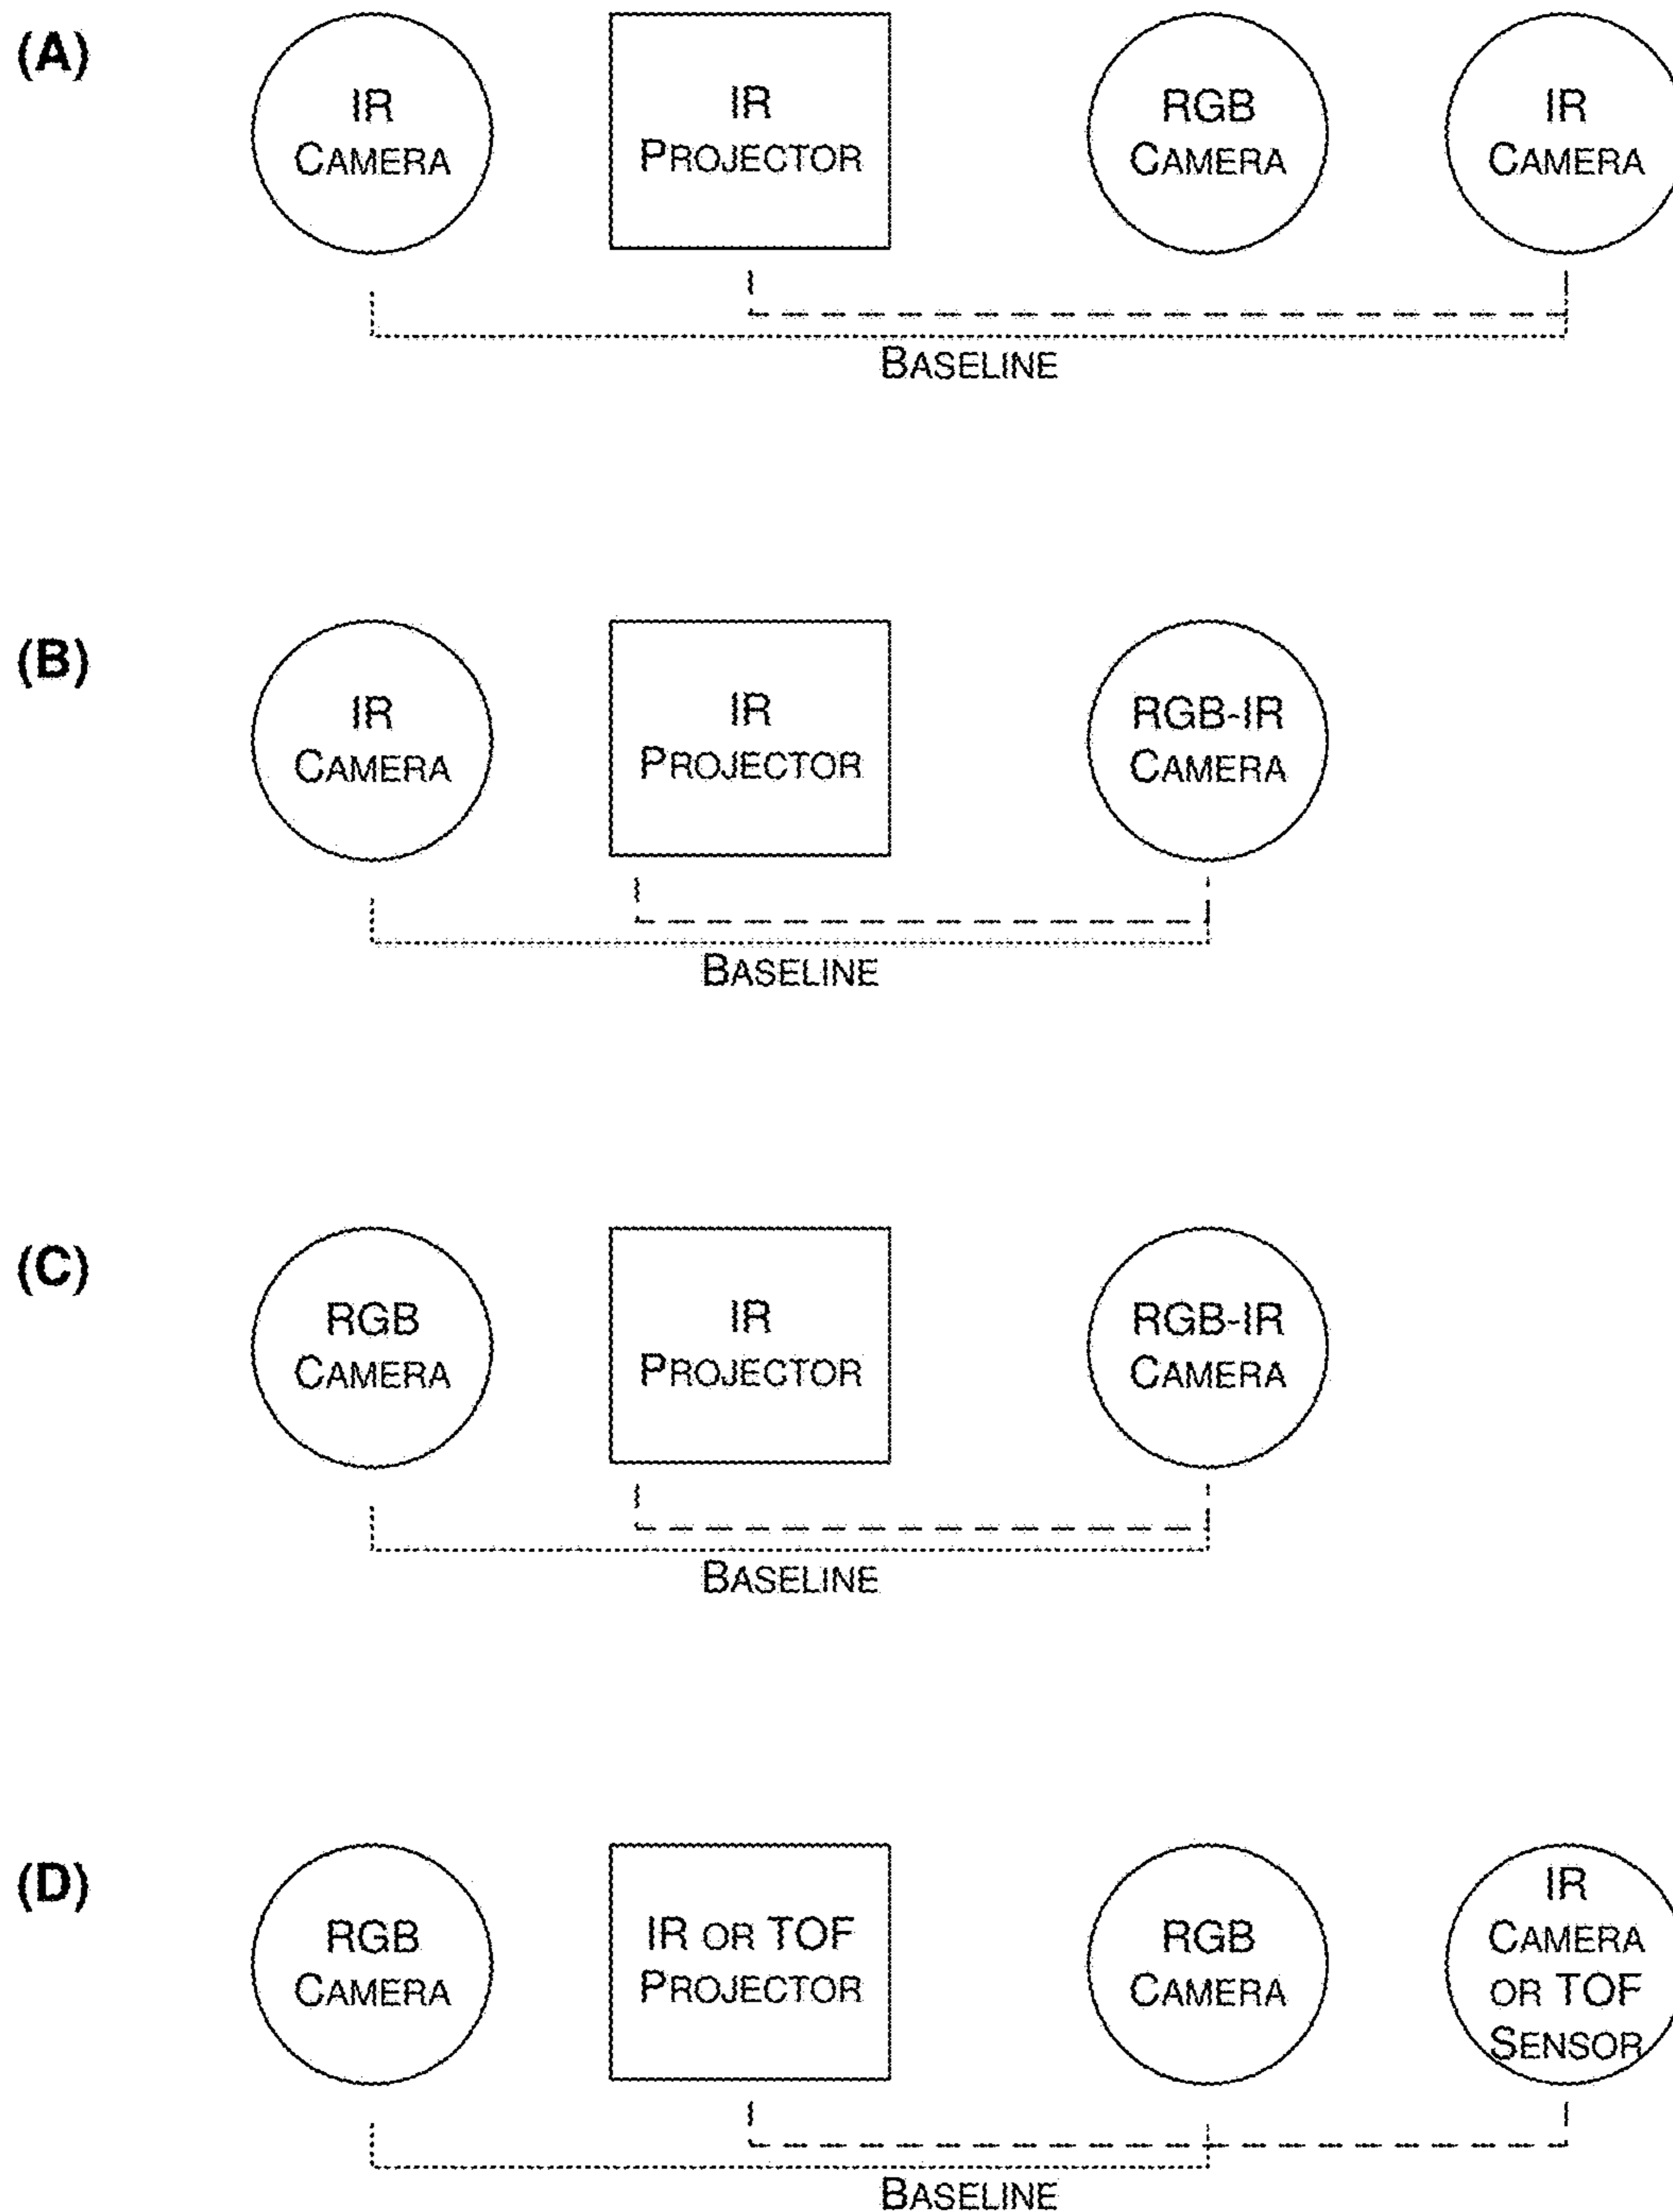 (A)
IR
CAMERA
IR
PROJECTOR
RGB
CAMERA
IR
CAMERA
BASELINE
(B)
IR
CAMERA
IR
PROJECTOR
RGB-IR
CAMERA
BASELINE
(C)
RGB
CAMERA
IR
PROJECTOR
RGB-IR
CAMERA
BASELINE
(D)
RGB
CAMERA
IR OR TOF
PROJECTOR
RGB
CAMERA
IR
CAMERA
OR TOF
SENSOR
BASELINE